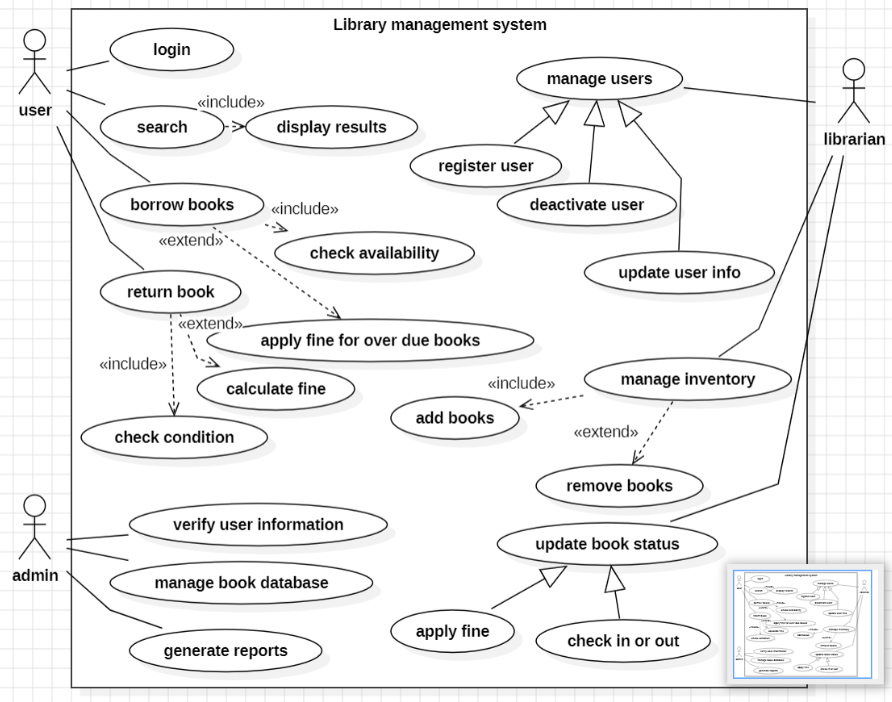 Library management system
login
user
manage users
«include»
search
display results
librarian
register user
borrow books
deactivate user
«include»
«extend»
check availability
update user info
return book
«extend»
apply fine for over due books
«include»
manage inventory
calculate fine
«include»
add books
check condition
«extend»
remove books
verify user information
update book status
admin
manage book database
apply fine
check in or out
generate reports